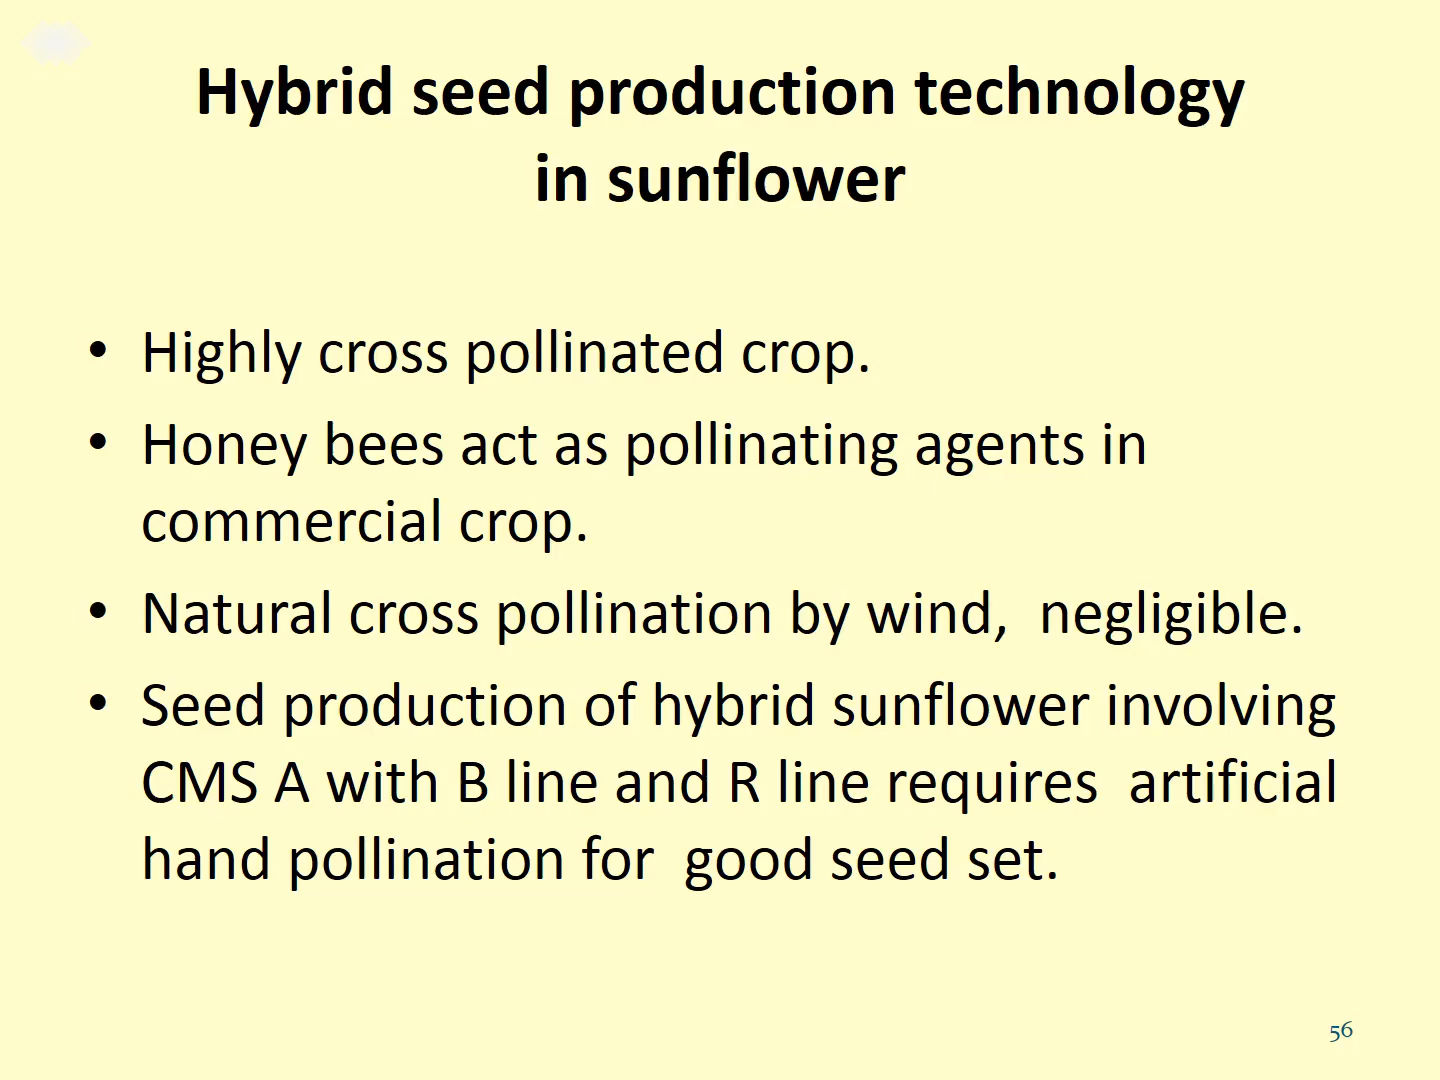 Hybrid seed production technology
in sunflower
• Highly cross pollinated crop.
• Honey bees act as pollinating agents in
commercial crop.
• Natural cross pollination by wind,  negligible.
• Seed production of hybrid sunflower involving
CMS A with B line and R line requires  artificial
hand pollination for  good seed set.
56